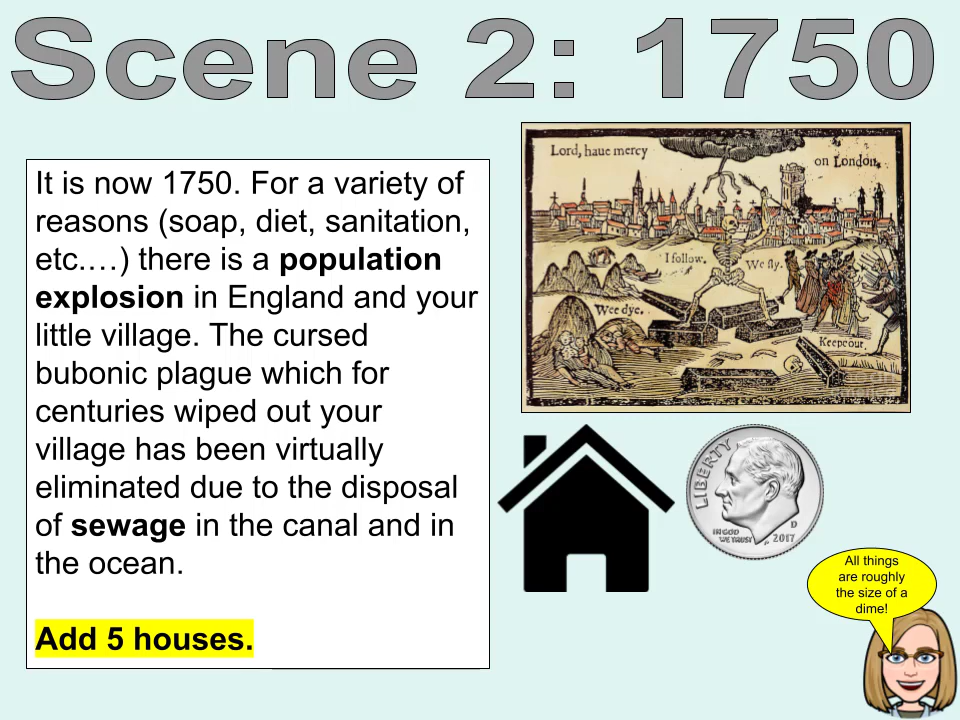 Scene 2: 1750
It is now 1750. For a variety of
reasons (soap, diet, sanitation,
etc.…) there is a population
explosion in England and your
little village. The cursed
bubonic plague which for
centuries wiped out your
village has been virtually
eliminated due to the disposal
of sewage in the canal and in
the ocean.
Add 5 houses.
Lord, haue mercy
on London.
I follow.
We fly.
Wee dye.
Keepe out.
LIBERTY
IN GOD
WE TRUST
D
2017
All things
are roughly
the size of a
dime!